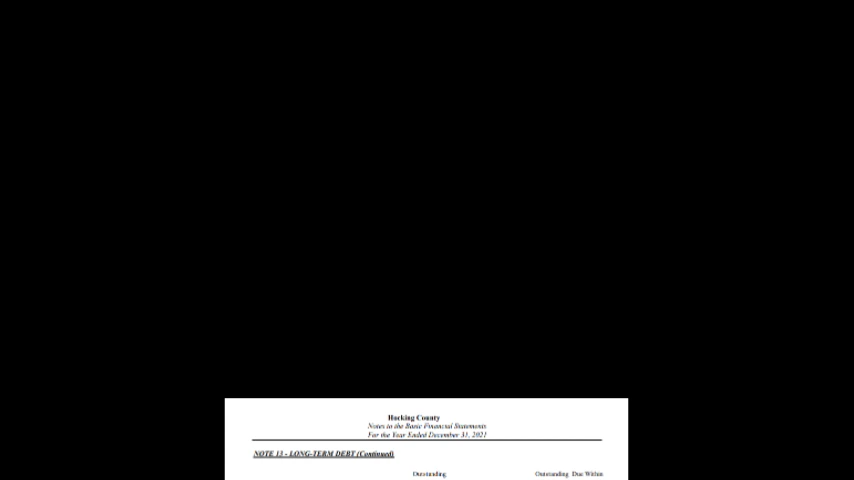 Hocking County
Notes to the Basic Financial Statements
For the Year Ended December 31, 2021
NOTE 13 - LONG-TERM DEBT (Continued)
Outstanding Outstanding Due Within